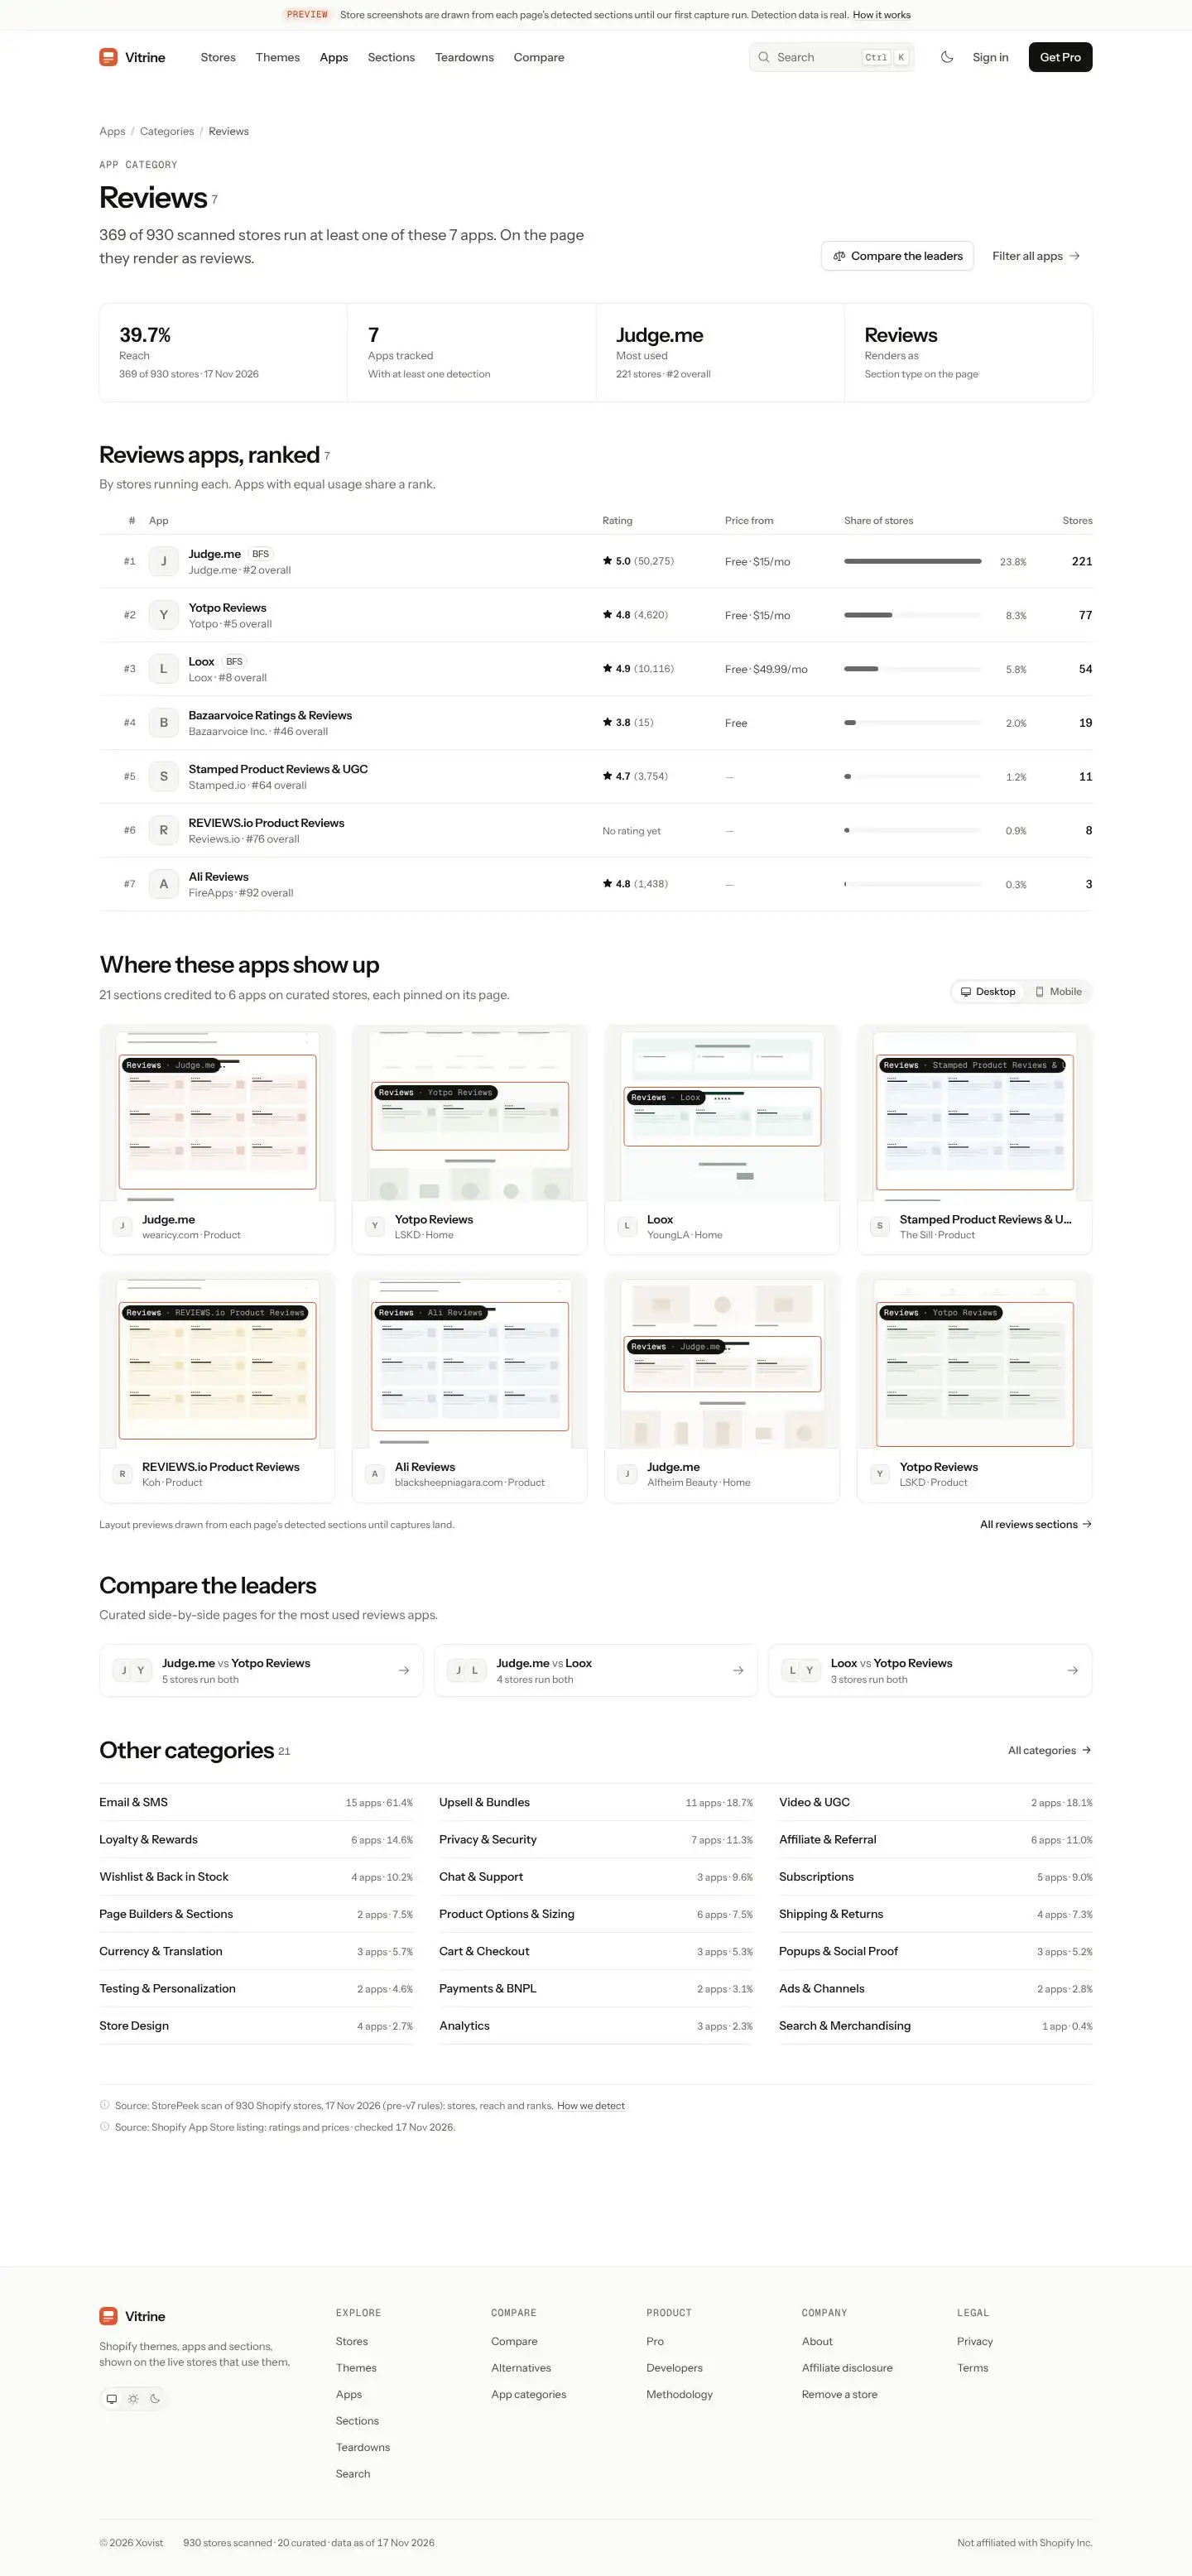 PREVIEW Store screenshots are drawn from each page's detected sections until our first capture run. Detection data is real. How it works
Vitrine Stores Themes Apps Sections Teardowns Compare Search Ctrl K Sign in Get Pro
Apps / Categories / Reviews
APP CATEGORY
Reviews 7
369 of 930 scanned stores run at least one of these 7 apps. On the page
they render as reviews.
Compare the leaders Filter all apps →
39.7% 7 Judge.me Reviews
Reach Apps tracked Most used Renders as
369 of 930 stores · 17 Nov 2026 With at least one detection 221 stores · #2 overall Section type on the page
Reviews apps, ranked 7
By stores running each. Apps with equal usage share a rank.
# App Rating Price from Share of stores Stores
#1 J Judge.me BFS ★ 5.0 (50,275) Free · $15/mo 23.8% 221
Judge.me · #2 overall
#2 Y Yotpo Reviews ★ 4.8 (4,620) Free · $15/mo 8.3% 77
Yotpo · #5 overall
#3 L Loox BFS ★ 4.9 (10,116) Free · $49.99/mo 5.8% 54
Loox · #8 overall
#4 B Bazaarvoice Ratings & Reviews ★ 3.8 (15) Free 2.0% 19
Bazaarvoice Inc. · #46 overall
#5 S Stamped Product Reviews & UGC ★ 4.7 (3,754) — 1.2% 11
Stamped.io · #64 overall
#6 R REVIEWS.io Product Reviews No rating yet — 0.9% 8
Reviews.io · #76 overall
#7 A Ali Reviews ★ 4.8 (1,438) — 0.3% 3
FireApps · #92 overall
Where these apps show up
21 sections credited to 6 apps on curated stores, each pinned on its page.
Desktop Mobile
Reviews · Judge.me
Reviews · Yotpo Reviews
Reviews · Loox
Reviews · Stamped Product Reviews &
J Judge.me
wearicy.com · Product
Y Yotpo Reviews
LSKD · Home
L Loox
YoungLA · Home
S Stamped Product Reviews & U...
The Sill · Product
Reviews · REVIEWS.io Product Reviews
Reviews · Ali Reviews
Reviews · Judge.me
Reviews · Yotpo Reviews
R REVIEWS.io Product Reviews
Koh · Product
A Ali Reviews
blacksheepniagara.com · Product
J Judge.me
Alfheim Beauty · Home
Y Yotpo Reviews
LSKD · Product
Layout previews drawn from each page's detected sections until captures land.
All reviews sections →
Compare the leaders
Curated side-by-side pages for the most used reviews apps.
J Y Judge.me vs Yotpo Reviews →
5 stores run both
J L Judge.me vs Loox →
4 stores run both
L Y Loox vs Yotpo Reviews →
3 stores run both
Other categories 21
All categories →
Email & SMS 15 apps · 61.4% Upsell & Bundles 11 apps · 18.7% Video & UGC 2 apps · 18.1%
Loyalty & Rewards 6 apps · 14.6% Privacy & Security 7 apps · 11.3% Affiliate & Referral 6 apps · 11.0%
Wishlist & Back in Stock 4 apps · 10.2% Chat & Support 3 apps · 9.6% Subscriptions 5 apps · 9.0%
Page Builders & Sections 2 apps · 7.5% Product Options & Sizing 6 apps · 7.5% Shipping & Returns 4 apps · 7.3%
Currency & Translation 3 apps · 5.7% Cart & Checkout 3 apps · 5.3% Popups & Social Proof 3 apps · 5.2%
Testing & Personalization 2 apps · 4.6% Payments & BNPL 2 apps · 3.1% Ads & Channels 2 apps · 2.8%
Store Design 4 apps · 2.7% Analytics 3 apps · 2.3% Search & Merchandising 1 app · 0.4%
Source: StorePeek scan of 930 Shopify stores, 17 Nov 2026 (pre-v7 rules): stores, reach and ranks. How we detect
Source: Shopify App Store listing: ratings and prices · checked 17 Nov 2026.
Vitrine
Shopify themes, apps and sections,
shown on the live stores that use them.
EXPLORE
Stores
Themes
Apps
Sections
Teardowns
Search
COMPARE
Compare
Alternatives
App categories
PRODUCT
Pro
Developers
Methodology
COMPANY
About
Affiliate disclosure
Remove a store
LEGAL
Privacy
Terms
© 2026 Xovist 930 stores scanned · 20 curated · data as of 17 Nov 2026
Not affiliated with Shopify Inc.